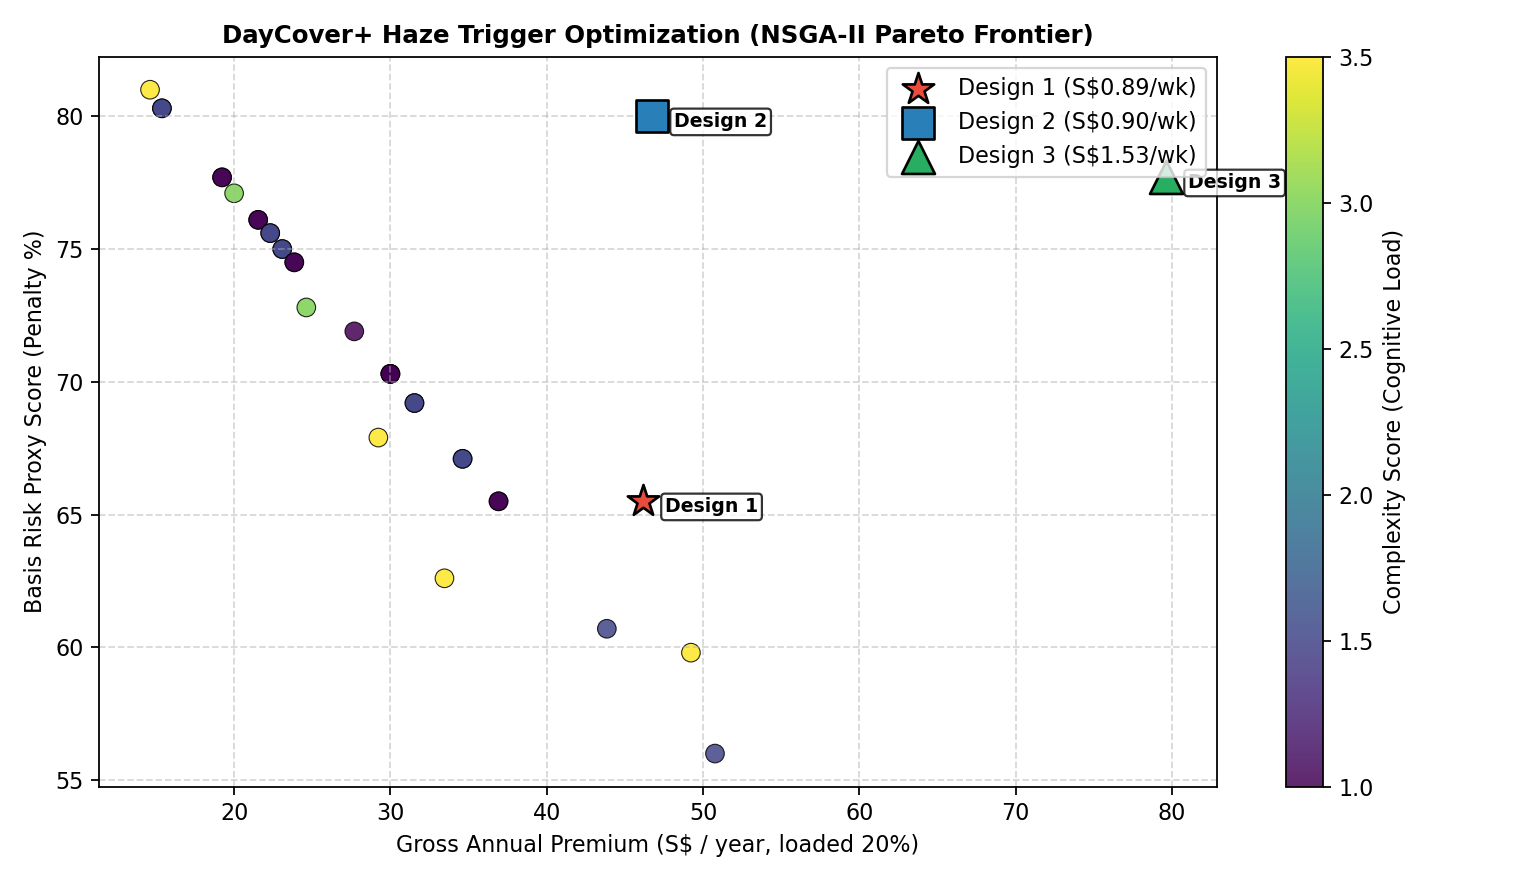 DayCover+ Haze Trigger Optimization (NSGA-II Pareto Frontier)
Design 1 (S$0.89/wk)
Design 2 (S$0.90/wk)
Design 3 (S$1.53/wk)
Design 2
Design 3
Design 1
Basis Risk Proxy Score (Penalty %)
80
75
70
65
60
55
20
30
40
50
60
70
80
Gross Annual Premium (S$ / year, loaded 20%)
3.5
3.0
2.5
2.0
1.5
1.0
Complexity Score (Cognitive Load)